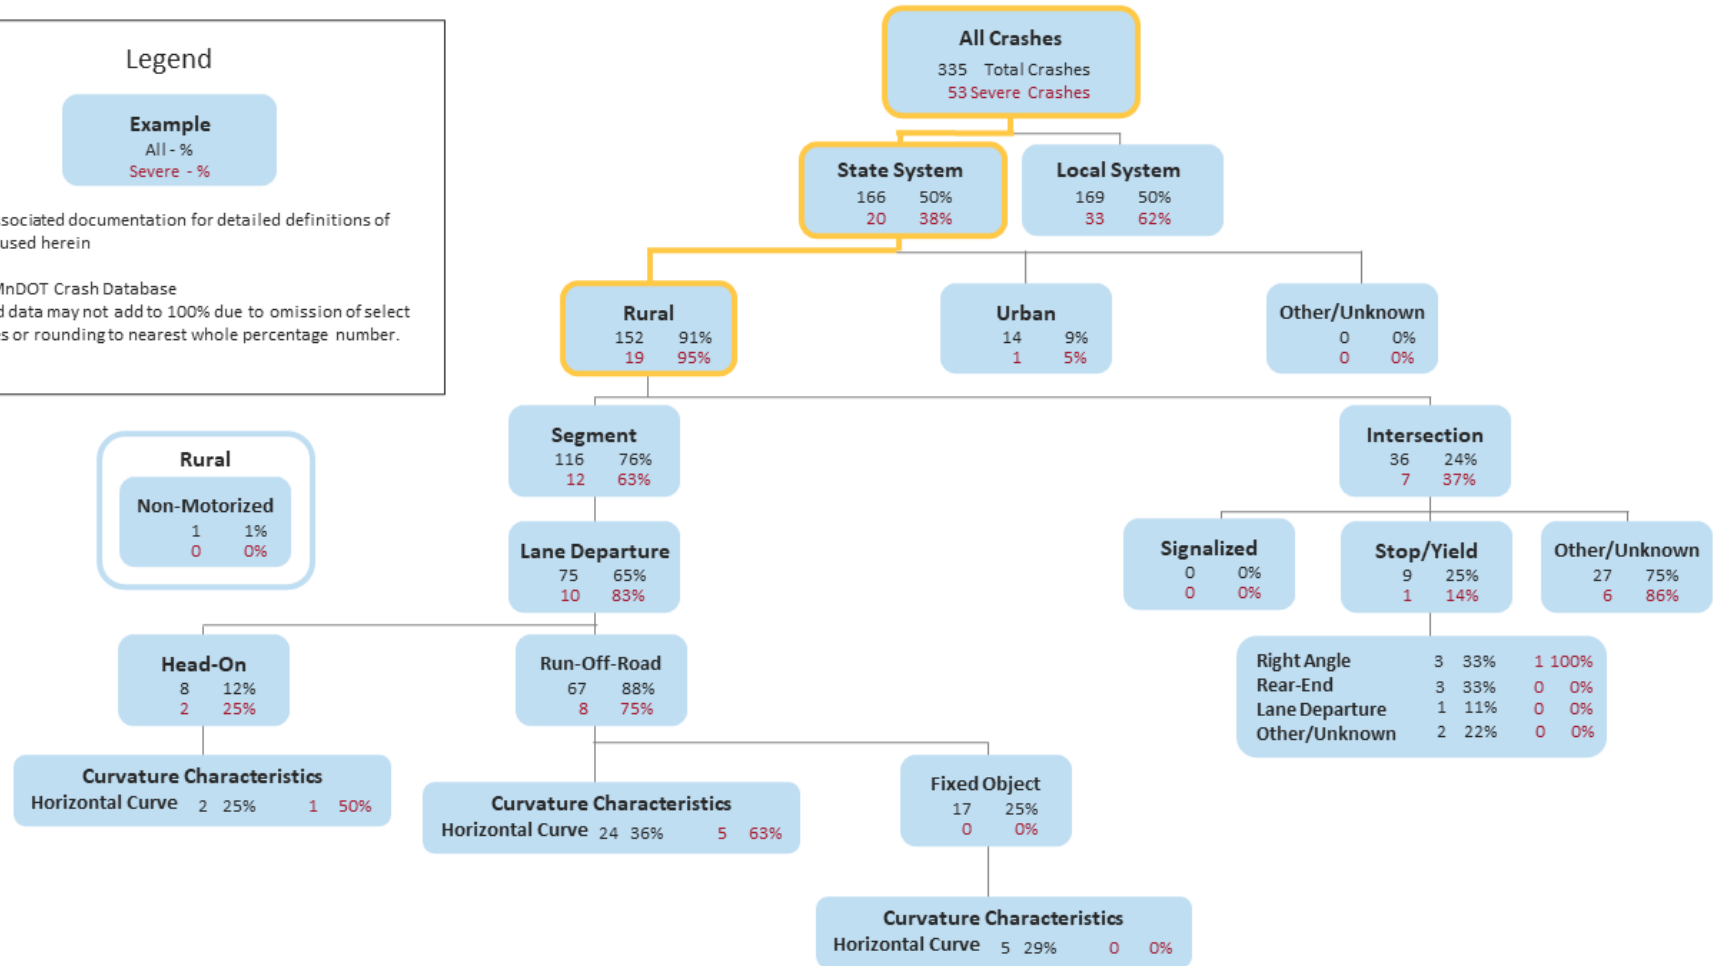 Legend
Example
All - %
Severe - %
associated documentation for detailed definitions of
used herein
MnDOT Crash Database
data may not add to 100% due to omission of select
or rounding to nearest whole percentage number.
All Crashes
335 Total Crashes
53 Severe Crashes
State System
166 50%
20 38%
Local System
169 50%
33 62%
Rural
152 91%
19 95%
Urban
14 9%
1 5%
Other/Unknown
0 0%
0 0%
Segment
116 76%
12 63%
Intersection
36 24%
7 37%
Rural
Non-Motorized
1 1%
0 0%
Lane Departure
75 65%
10 83%
Signalized
0 0%
0 0%
Stop/Yield
9 25%
1 14%
Other/Unknown
27 75%
6 86%
Head-On
8 12%
2 25%
Run-Off-Road
67 88%
8 75%
Right Angle 3 33% 1 100%
Rear-End 3 33% 0 0%
Lane Departure 1 11% 0 0%
Other/Unknown 2 22% 0 0%
Curvature Characteristics
Horizontal Curve 2 25% 1 50%
Curvature Characteristics
Horizontal Curve 24 36% 5 63%
Fixed Object
17 25%
0 0%
Curvature Characteristics
Horizontal Curve 5 29% 0 0%